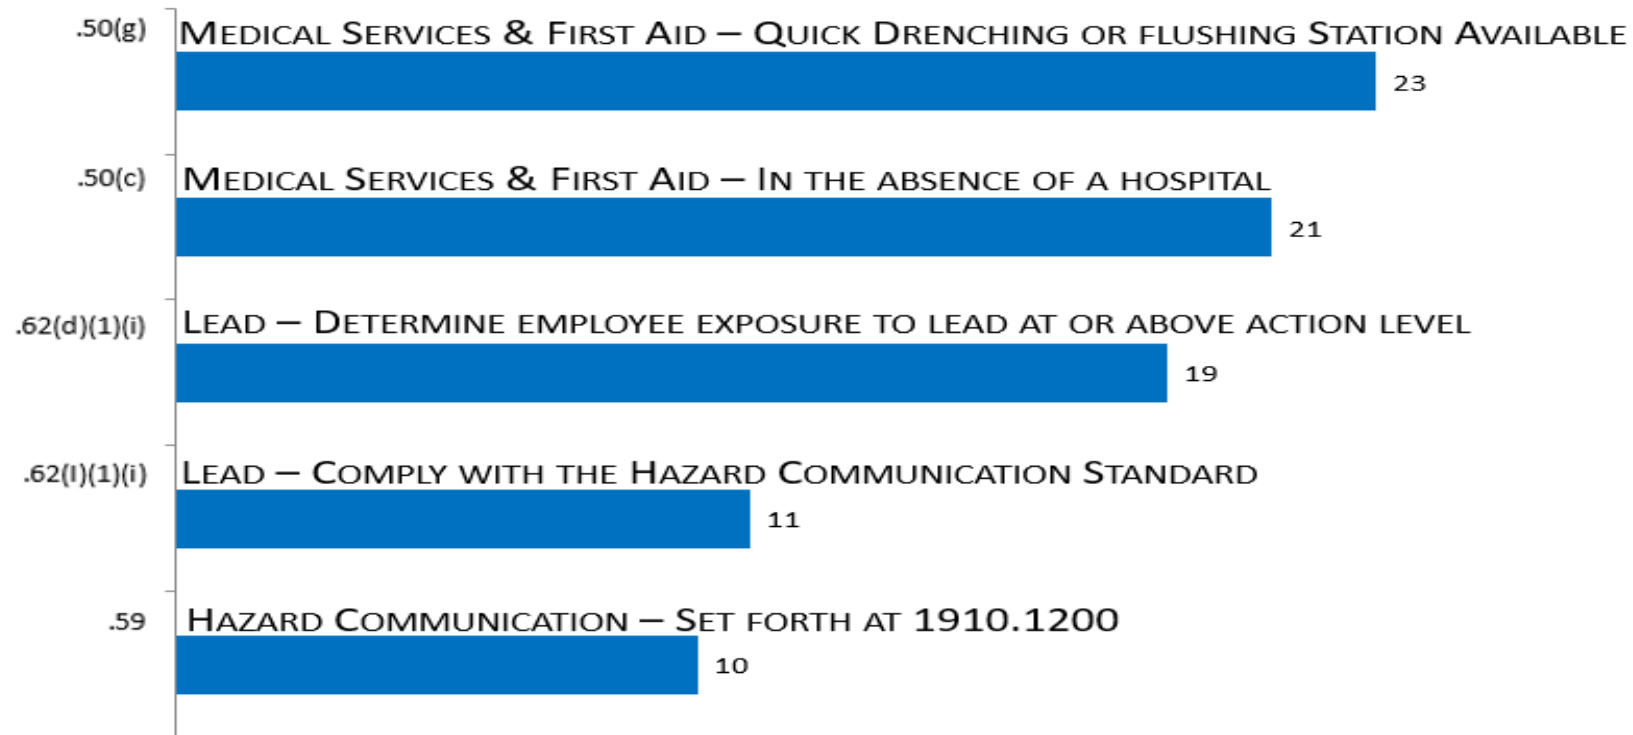 .50(g) MEDICAL SERVICES & FIRST AID – QUICK DRENCHING OR FLUSHING STATION AVAILABLE
23
.50(c) MEDICAL SERVICES & FIRST AID – IN THE ABSENCE OF A HOSPITAL
21
.62(d)(1)(i) LEAD – DETERMINE EMPLOYEE EXPOSURE TO LEAD AT OR ABOVE ACTION LEVEL
19
.62(l)(1)(i) LEAD – COMPLY WITH THE HAZARD COMMUNICATION STANDARD
11
.59 HAZARD COMMUNICATION – SET FORTH AT 1910.1200
10